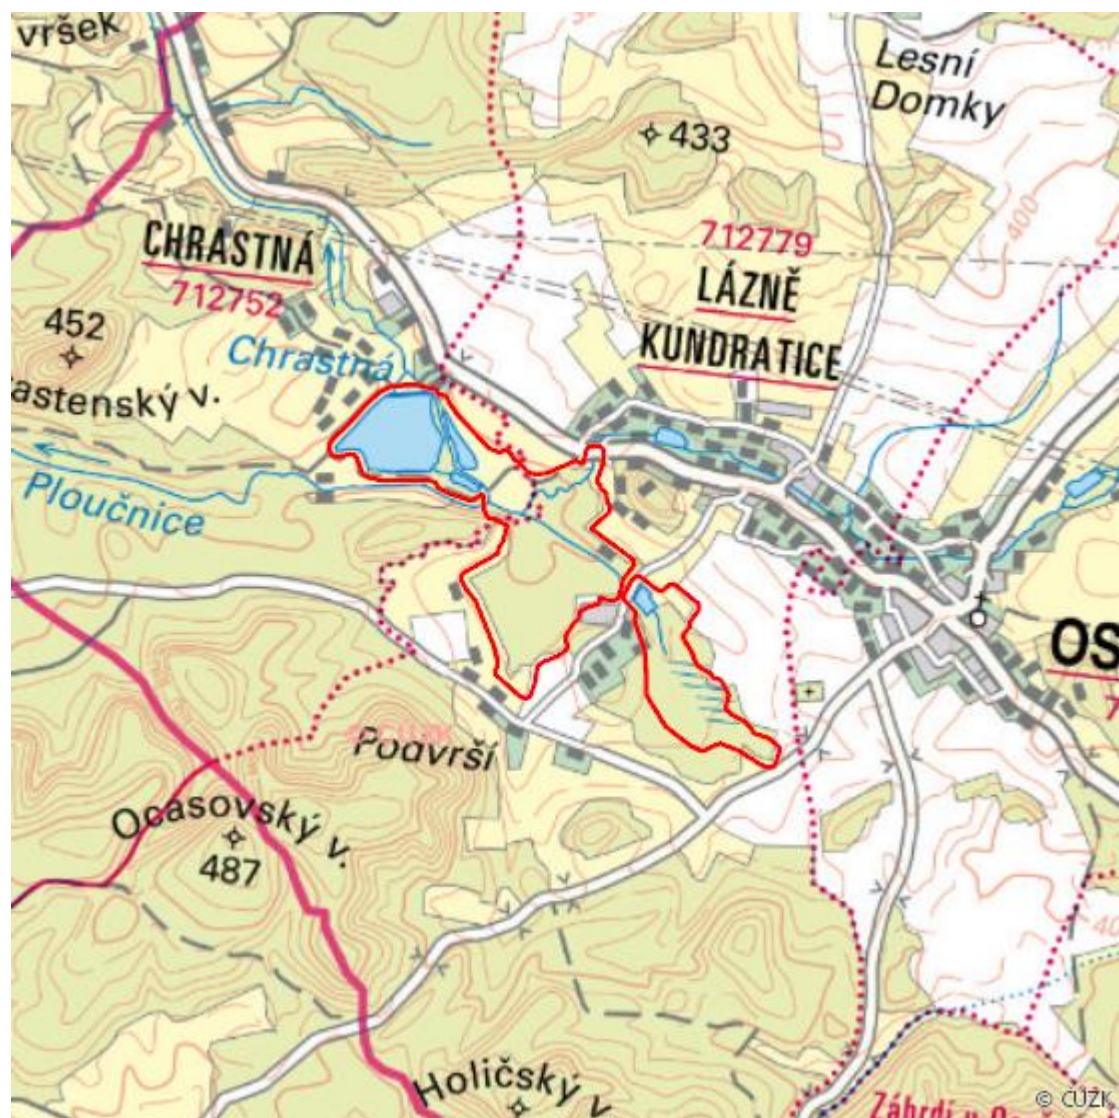 vršek
Lesní
Domky
433
712779
400
CHRASTNÁ
LÁZNĚ
712752
KUNDRATICE
452
Chrastná
astenský v.
Ploučnice
OS
Podvrší
Ocasovský v.
487
Holičský v
Záhrdí u O
© ČÚZK